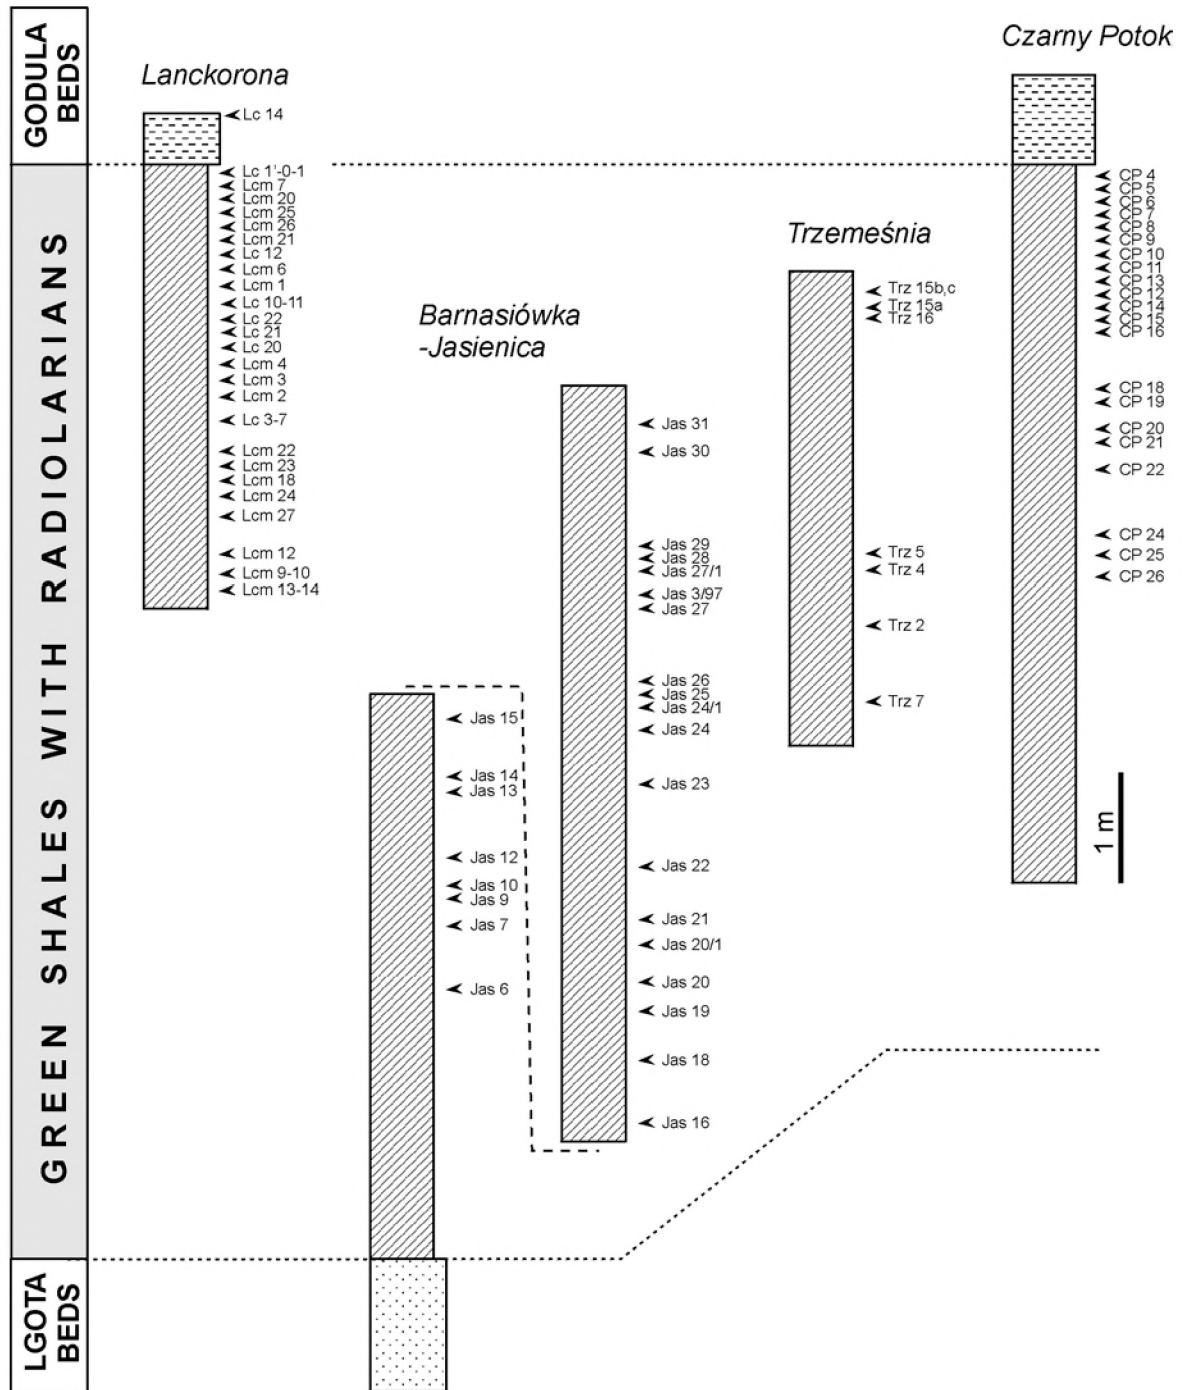 GODULA
BEDS
GREEN SHALES WITH RADIOLARIANS
LGOTA
BEDS
Lanckorona
Lc 14
Lc 1'-0-1
Lcm 7
Lcm 20
Lcm 25
Lcm 26
Lcm 21
Lc 12
Lcm 6
Lcm 1
Lc 10-11
Lc 22
Lc 21
Lc 20
Lcm 4
Lcm 3
Lcm 2
Lc 3-7
Lcm 22
Lcm 23
Lcm 18
Lcm 24
Lcm 27
Lcm 12
Lcm 9-10
Lcm 13-14
Barnasiówka
-Jasienica
Jas 15
Jas 14
Jas 13
Jas 12
Jas 10
Jas 9
Jas 7
Jas 6
Jas 31
Jas 30
Jas 29
Jas 28
Jas 27/1
Jas 3/97
Jas 27
Jas 26
Jas 25
Jas 24/1
Jas 24
Jas 23
Jas 22
Jas 21
Jas 20/1
Jas 20
Jas 19
Jas 18
Jas 16
Trzemeśnia
Trz 15b,c
Trz 15a
Trz 16
Trz 5
Trz 4
Trz 2
Trz 7
Czarny Potok
CP 4
CP 5
CP 6
CP 7
CP 8
CP 9
CP 10
CP 11
CP 13
CP 12
CP 14
CP 15
CP 16
CP 18
CP 19
CP 20
CP 21
CP 22
CP 24
CP 25
CP 26
1 m